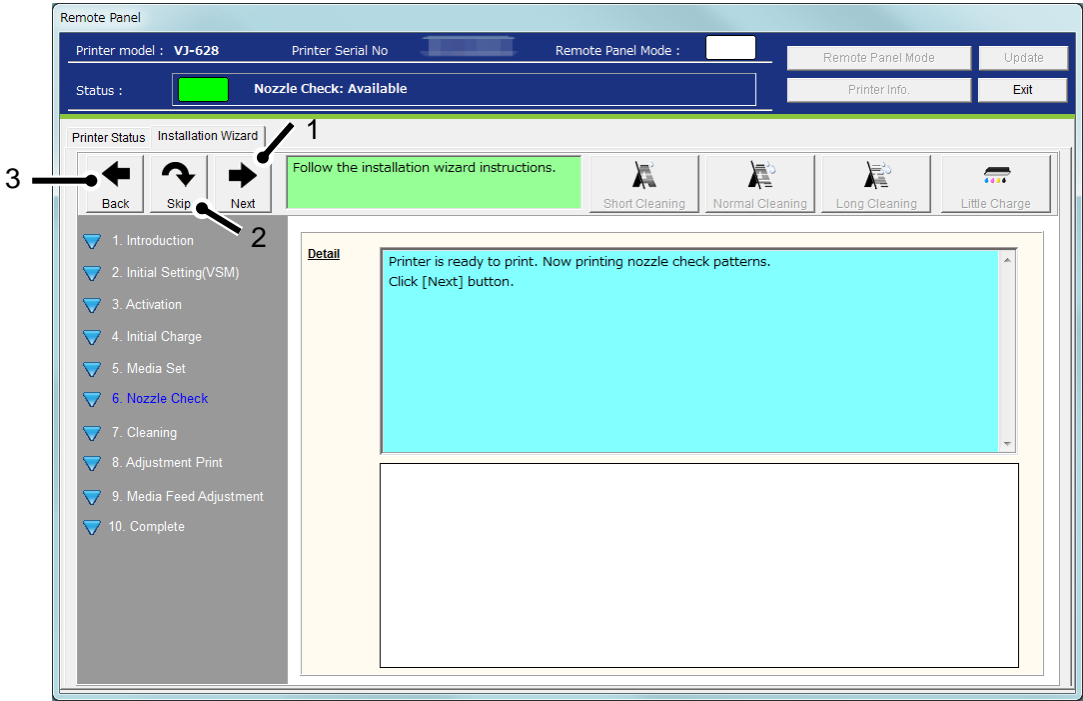 Remote Panel
Printer model : VJ-628 Printer Serial No Remote Panel Mode :
Remote Panel Mode Update
Status : Nozzle Check: Available
Printer Info. Exit
Printer Status Installation Wizard 1
3
Back Skip Next
2
Follow the installation wizard instructions.
Short Cleaning Normal Cleaning Long Cleaning Little Charge
1. Introduction
2. Initial Setting(VSM)
3. Activation
4. Initial Charge
5. Media Set
6. Nozzle Check
7. Cleaning
8. Adjustment Print
9. Media Feed Adjustment
10. Complete
Detail
Printer is ready to print. Now printing nozzle check patterns.
Click [Next] button.